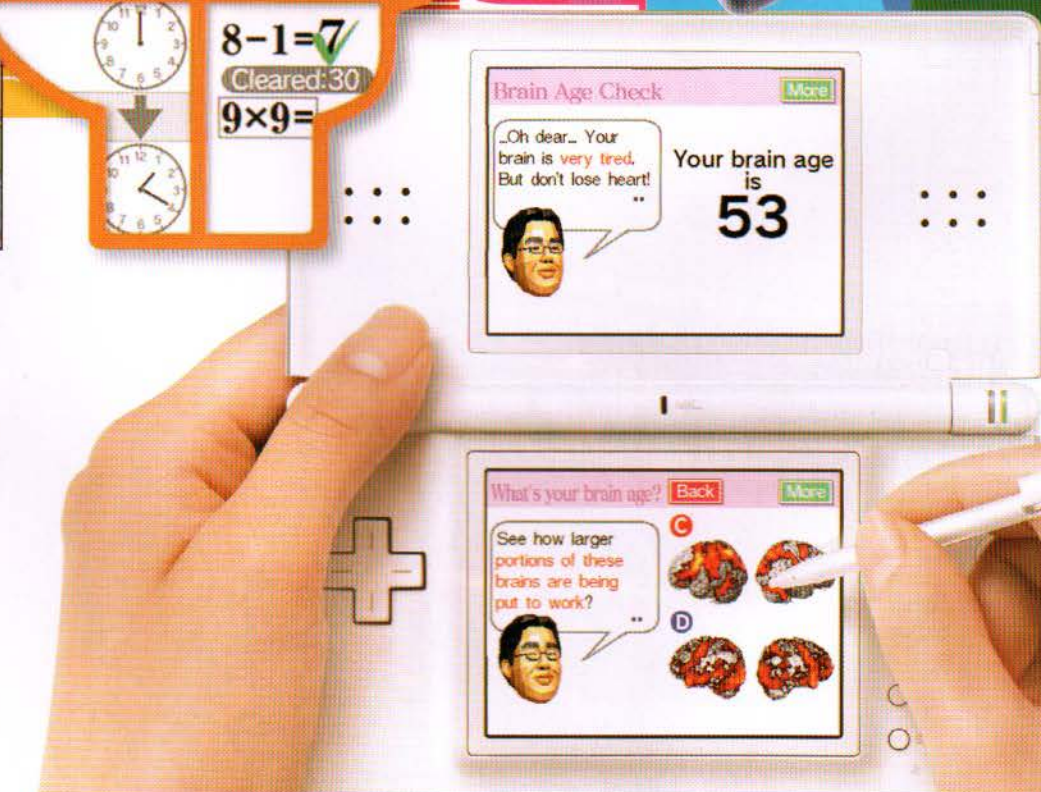 8-1=7
Cleared:30
9×9=
Brain Age Check
More
...Oh dear... Your
brain is very tired.
But don't lose heart!
Your brain age
is
53
What's your brain age?
Back
More
See how larger
portions of these
brains are being
put to work?
C
D